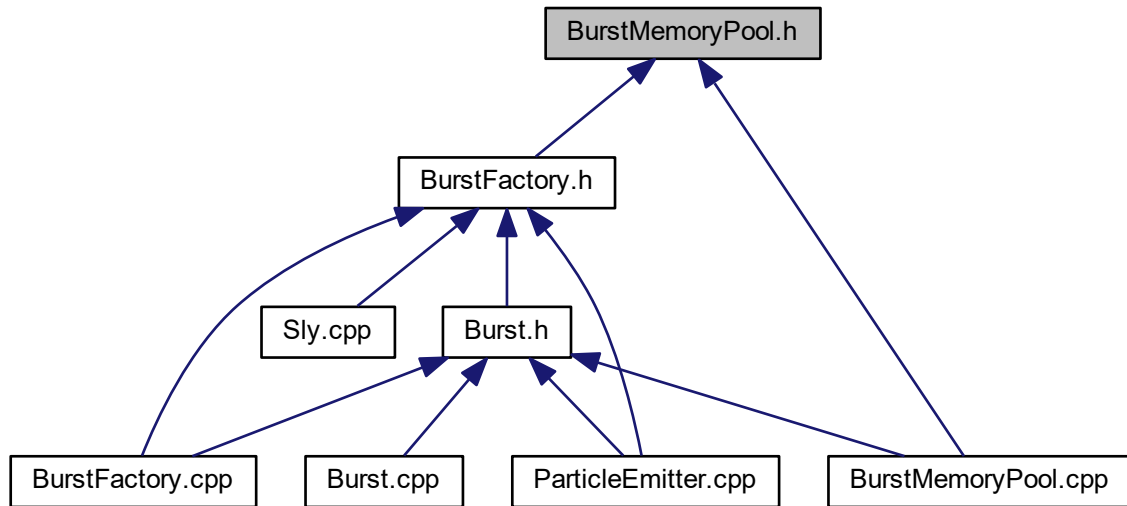 BurstMemoryPool.h
BurstFactory.h
Sly.cpp
Burst.h
BurstFactory.cpp
Burst.cpp
ParticleEmitter.cpp
BurstMemoryPool.cpp